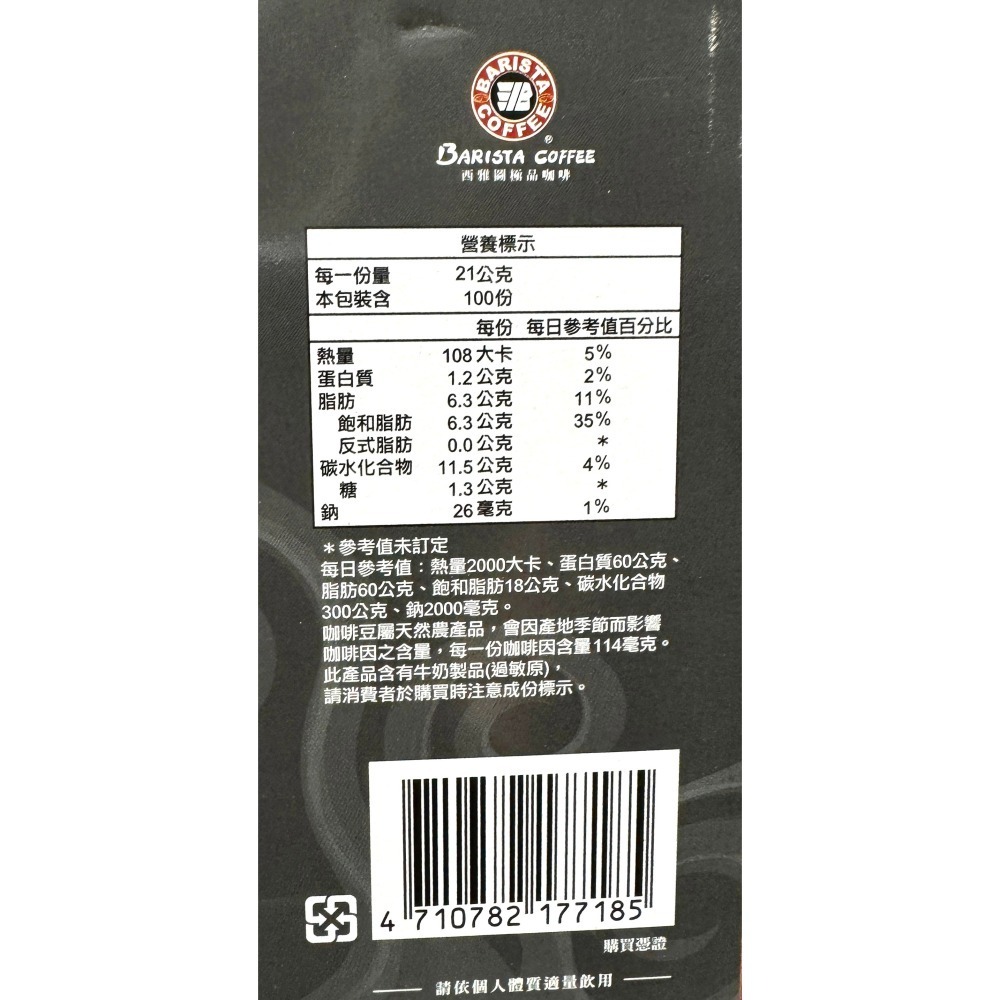 BARISTA
COFFEE
®
BARISTA COFFEE
西雅圖極品咖啡
營養標示
每一份量 21公克
本包裝含 100份
每份 每日參考值百分比
熱量 108大卡 5%
蛋白質 1.2公克 2%
脂肪 6.3公克 11%
飽和脂肪 6.3公克 35%
反式脂肪 0.0公克 *
碳水化合物 11.5公克 4%
糖 1.3公克 *
鈉 26毫克 1%
*參考值未訂定
每日參考值：熱量2000大卡、蛋白質60公克、
脂肪60公克、飽和脂肪18公克、碳水化合物
300公克、鈉2000毫克。
咖啡豆屬天然農產品，會因產地季節而影響
咖啡因之含量，每一份咖啡因含量114毫克。
此產品含有牛奶製品(過敏原)，
請消費者於購買時注意成份標示。
4 710782 177185
購買憑證
請依個人體質適量飲用